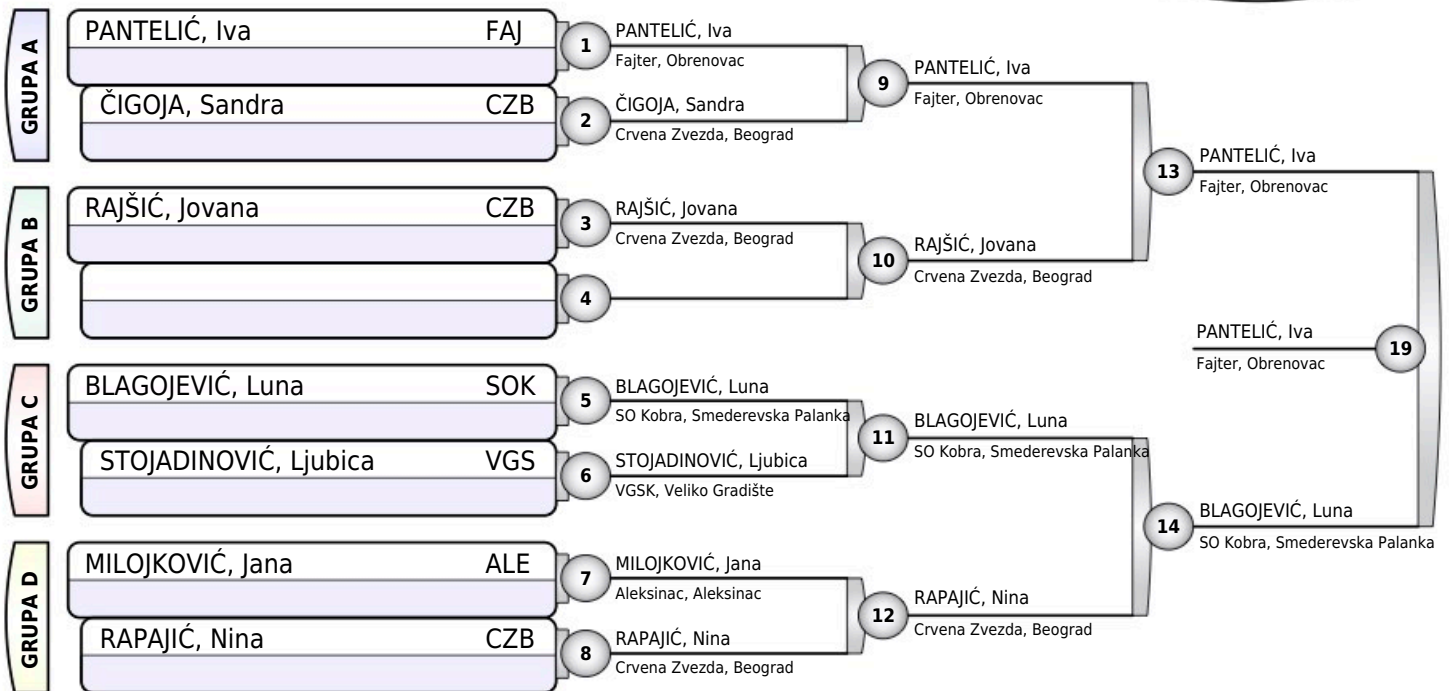 GRUPA A
PANTELIĆ, Iva FAJ
ČIGOJA, Sandra CZB
1
PANTELIĆ, Iva
Fajter, Obrenovac
2
ČIGOJA, Sandra
Crvena Zvezda, Beograd
9
PANTELIĆ, Iva
Fajter, Obrenovac
GRUPA B
RAJŠIĆ, Jovana CZB
3
RAJŠIĆ, Jovana
Crvena Zvezda, Beograd
4
10
RAJŠIĆ, Jovana
Crvena Zvezda, Beograd
13
PANTELIĆ, Iva
Fajter, Obrenovac
GRUPA C
BLAGOJEVIĆ, Luna SOK
STOJADINOVIĆ, Ljubica VGS
5
BLAGOJEVIĆ, Luna
SO Kobra, Smederevska Palanka
6
STOJADINOVIĆ, Ljubica
VGSK, Veliko Gradište
11
BLAGOJEVIĆ, Luna
SO Kobra, Smederevska Palanka
GRUPA D
MILOJKOVIĆ, Jana ALE
RAPAJIĆ, Nina CZB
7
MILOJKOVIĆ, Jana
Aleksinac, Aleksinac
8
RAPAJIĆ, Nina
Crvena Zvezda, Beograd
12
RAPAJIĆ, Nina
Crvena Zvezda, Beograd
14
BLAGOJEVIĆ, Luna
SO Kobra, Smederevska Palanka
PANTELIĆ, Iva
Fajter, Obrenovac
19